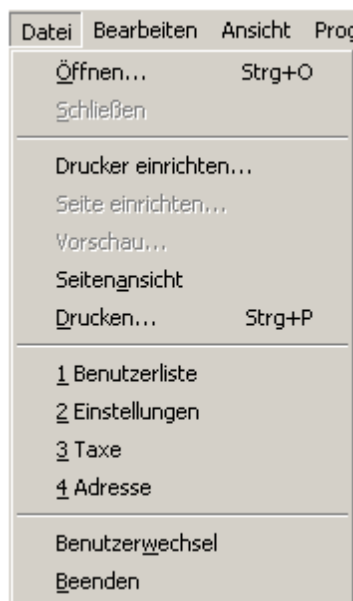 Datei Bearbeiten Ansicht
Öffnen... Strg+O
Schließen
Drucker einrichten...
Seite einrichten...
Vorschau...
Seitenansicht
Drucken... Strg+P
1 Benutzerliste
2 Einstellungen
3 Taxe
4 Adresse
Benutzerwechsel
Beenden